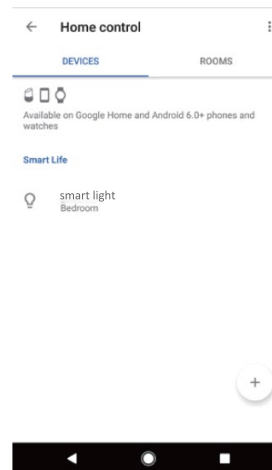 Home control
DEVICES ROOMS
Available on Google Home and Android 6.0+ phones and
watches
Smart Life
smart light
Bedroom
+